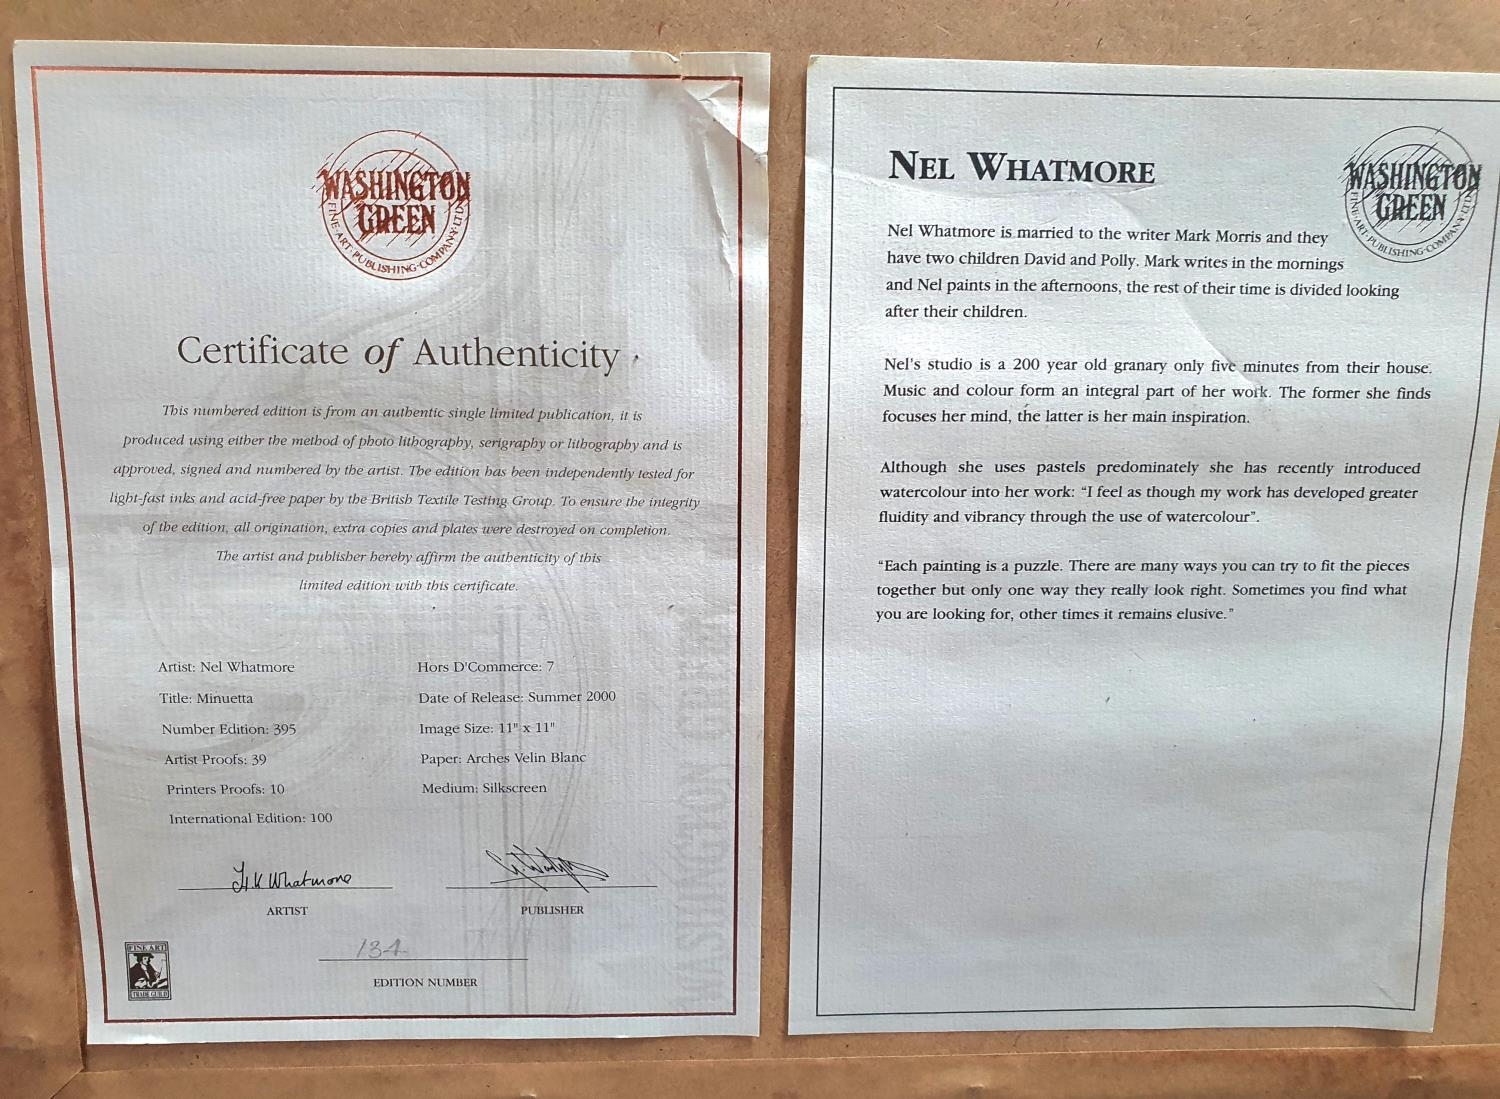 WASHINGTON
GREEN
FINE·ART·PUBLISHING·COMPANY·LTD
Certificate of Authenticity
This numbered edition is from an authentic single limited publication, it is
produced using either the method of photo lithography, serigraphy or lithography and is
approved, signed and numbered by the artist. The edition has been independently tested for
light-fast inks and acid-free paper by the British Textile Testing Group. To ensure the integrity
of the edition, all origination, extra copies and plates were destroyed on completion.
The artist and publisher hereby affirm the authenticity of this
limited edition with this certificate.
Artist: Nel Whatmore
Title: Minuetta
Number Edition: 395
Artist Proofs: 39
Printers Proofs: 10
International Edition: 100
Hors D'Commerce: 7
Date of Release: Summer 2000
Image Size: 11" x 11"
Paper: Arches Velin Blanc
Medium: Silkscreen
Whatmore
ARTIST
PUBLISHER
134
EDITION NUMBER
FINE ART
TRADE GUILD
WASHINGTON GREEN
NEL WHATMORE
WASHINGTON
GREEN
FINE·ART·PUBLISHING·COMPANY·LTD
Nel Whatmore is married to the writer Mark Morris and they
have two children David and Polly. Mark writes in the mornings
and Nel paints in the afternoons, the rest of their time is divided looking
after their children.
Nel's studio is a 200 year old granary only five minutes from their house.
Music and colour form an integral part of her work. The former she finds
focuses her mind, the latter is her main inspiration.
Although she uses pastels predominately she has recently introduced
watercolour into her work: “I feel as though my work has developed greater
fluidity and vibrancy through the use of watercolour”.
“Each painting is a puzzle. There are many ways you can try to fit the pieces
together but only one way they really look right. Sometimes you find what
you are looking for, other times it remains elusive.”